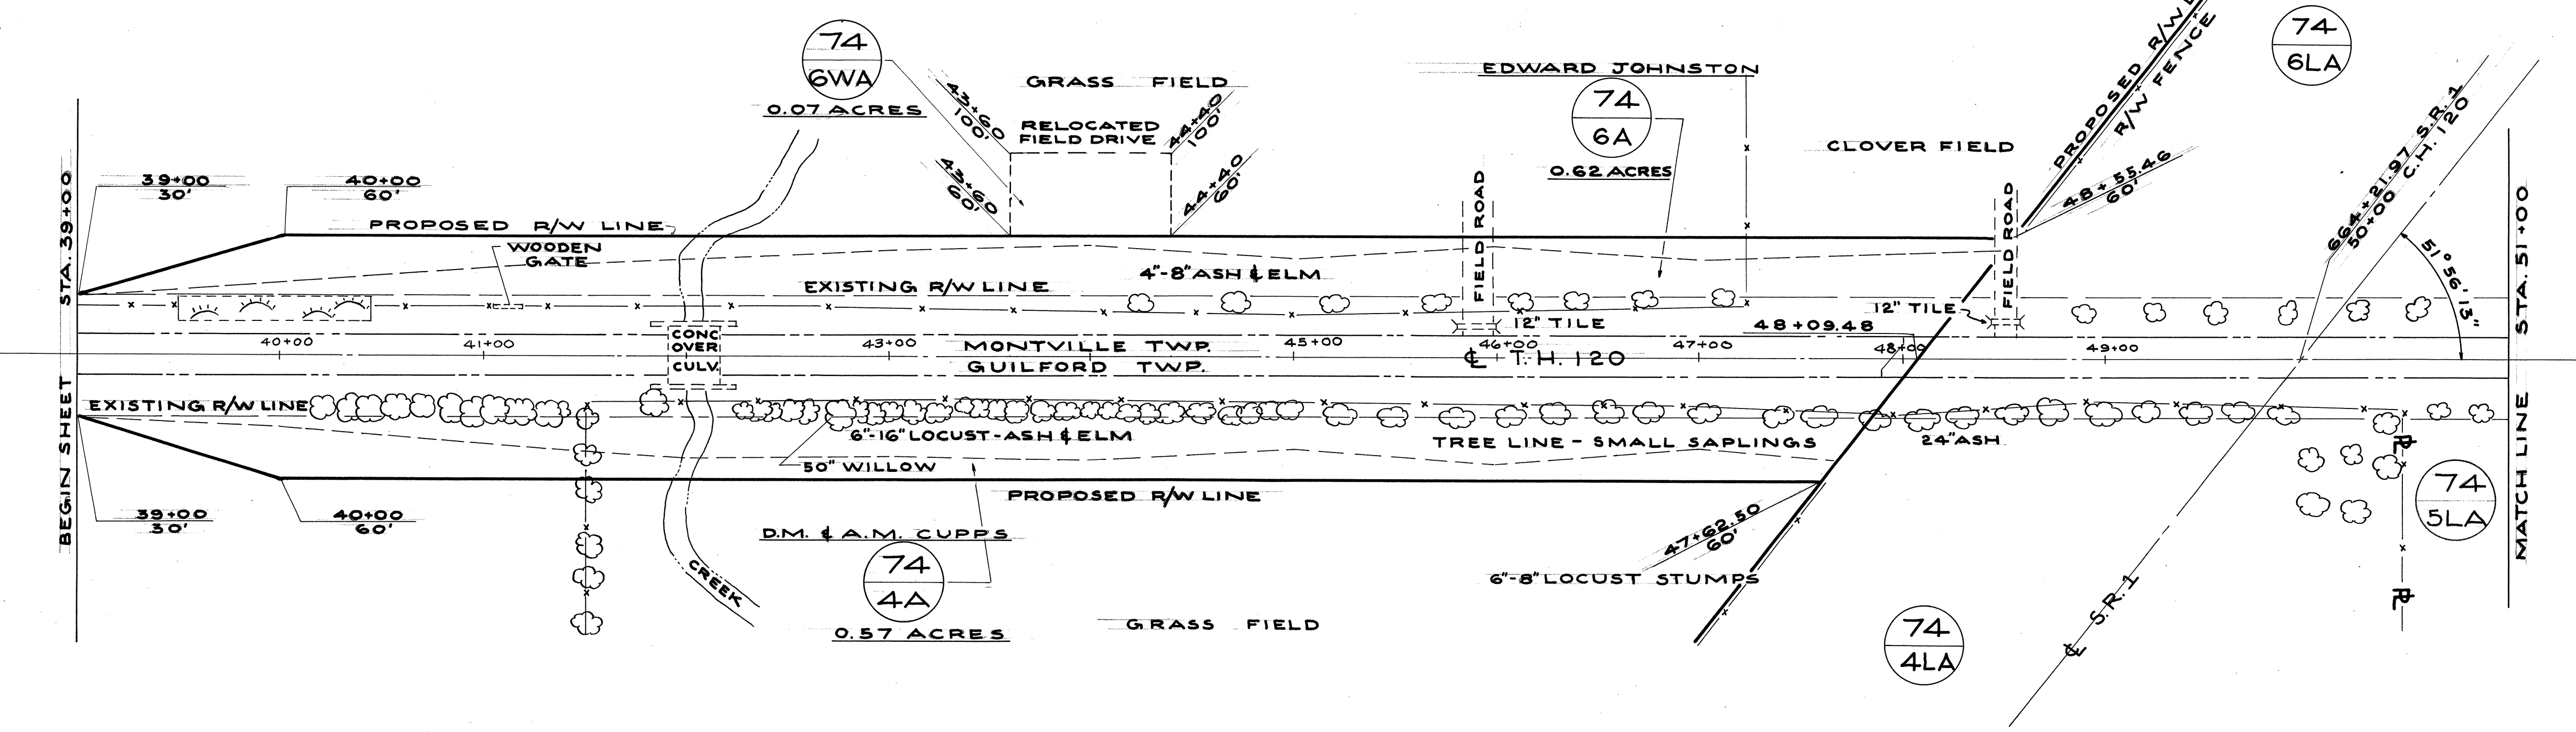 BEGIN SHEET STA. 39+00
39+00
30'
40+00
60'
PROPOSED R/W LINE
WOODEN
GATE
74
6WA
0.07 ACRES
43+60
100'
43+60
60'
GRASS FIELD
RELOCATED
FIELD DRIVE
44+40
100'
44+40
60'
EDWARD JOHNSTON
74
6A
0.62 ACRES
FIELD ROAD
CLOVER FIELD
FIELD ROAD
PROPOSED R/W L
R/W FENCE
48+55.46
60'
74
6LA
664+21.97 S.R. 1
50+00 C.H. 120
51°56'13"
MATCH LINE STA. 51+00
EXISTING R/W LINE
4"-8" ASH & ELM
12" TILE
12" TILE
48+09.48
40+00
41+00
CONC
OVER
CULV.
43+00
MONTVILLE TWP.
GUILFORD TWP.
45+00
46+00
℄ T.H. 120
47+00
48+00
49+00
EXISTING R/W LINE
6"-16" LOCUST-ASH & ELM
50" WILLOW
TREE LINE - SMALL SAPLINGS
24" ASH
PROPOSED R/W LINE
39+00
30'
40+00
60'
CREEK
D.M. & A.M. CUPPS
74
4A
0.57 ACRES
GRASS FIELD
47+62.50
60'
6"-8" LOCUST STUMPS
74
4LA
℄ S.R. 1
PL
PL
74
5LA